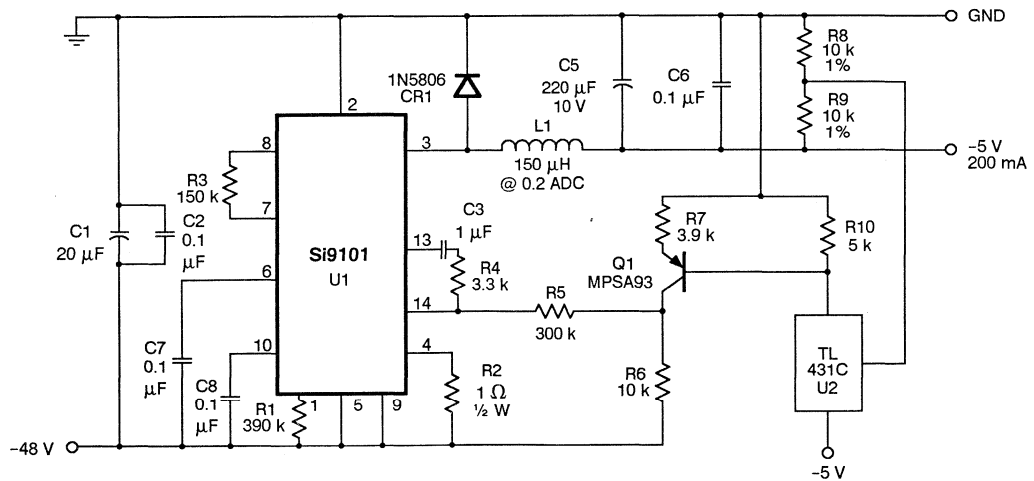 GND
R8
10 k
1%
1N5806
CR1
C5
220 µF
10 V
C6
0.1 µF
2
R9
10 k
1%
L1
150 µH
@ 0.2 ADC
3
–5 V
200 mA
8
R3
150 k
7
C1
20 µF
C2
0.1
µF
Si9101
U1
13
C3
1 µF
R4
3.3 k
R7
3.9 k
R10
5 k
Q1
MPSA93
6
14
R5
300 k
C7
0.1
µF
10
4
C8
0.1
µF
R1
390 k
1
5
9
R2
1 Ω
½ W
R6
10 k
TL
431C
U2
–48 V
–5 V